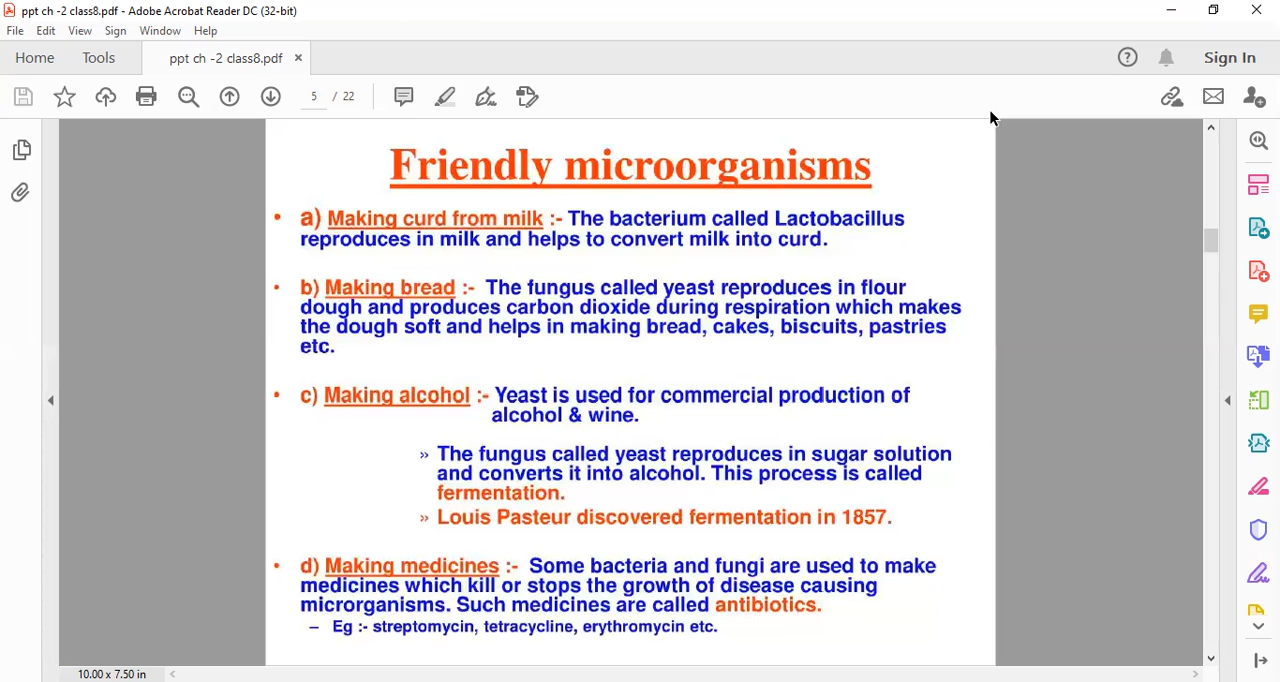 ppt ch -2 class8.pdf - Adobe Acrobat Reader DC (32-bit)
File Edit View Sign Window Help
Home Tools ppt ch -2 class8.pdf × Sign In
5 / 22
Friendly microorganisms
• a) Making curd from milk :- The bacterium called Lactobacillus
reproduces in milk and helps to convert milk into curd.
• b) Making bread :- The fungus called yeast reproduces in flour
dough and produces carbon dioxide during respiration which makes
the dough soft and helps in making bread, cakes, biscuits, pastries
etc.
• c) Making alcohol :- Yeast is used for commercial production of
alcohol & wine.
» The fungus called yeast reproduces in sugar solution
and converts it into alcohol. This process is called
fermentation.
» Louis Pasteur discovered fermentation in 1857.
• d) Making medicines :- Some bacteria and fungi are used to make
medicines which kill or stops the growth of disease causing
microrganisms. Such medicines are called antibiotics.
– Eg :- streptomycin, tetracycline, erythromycin etc.
10.00 x 7.50 in